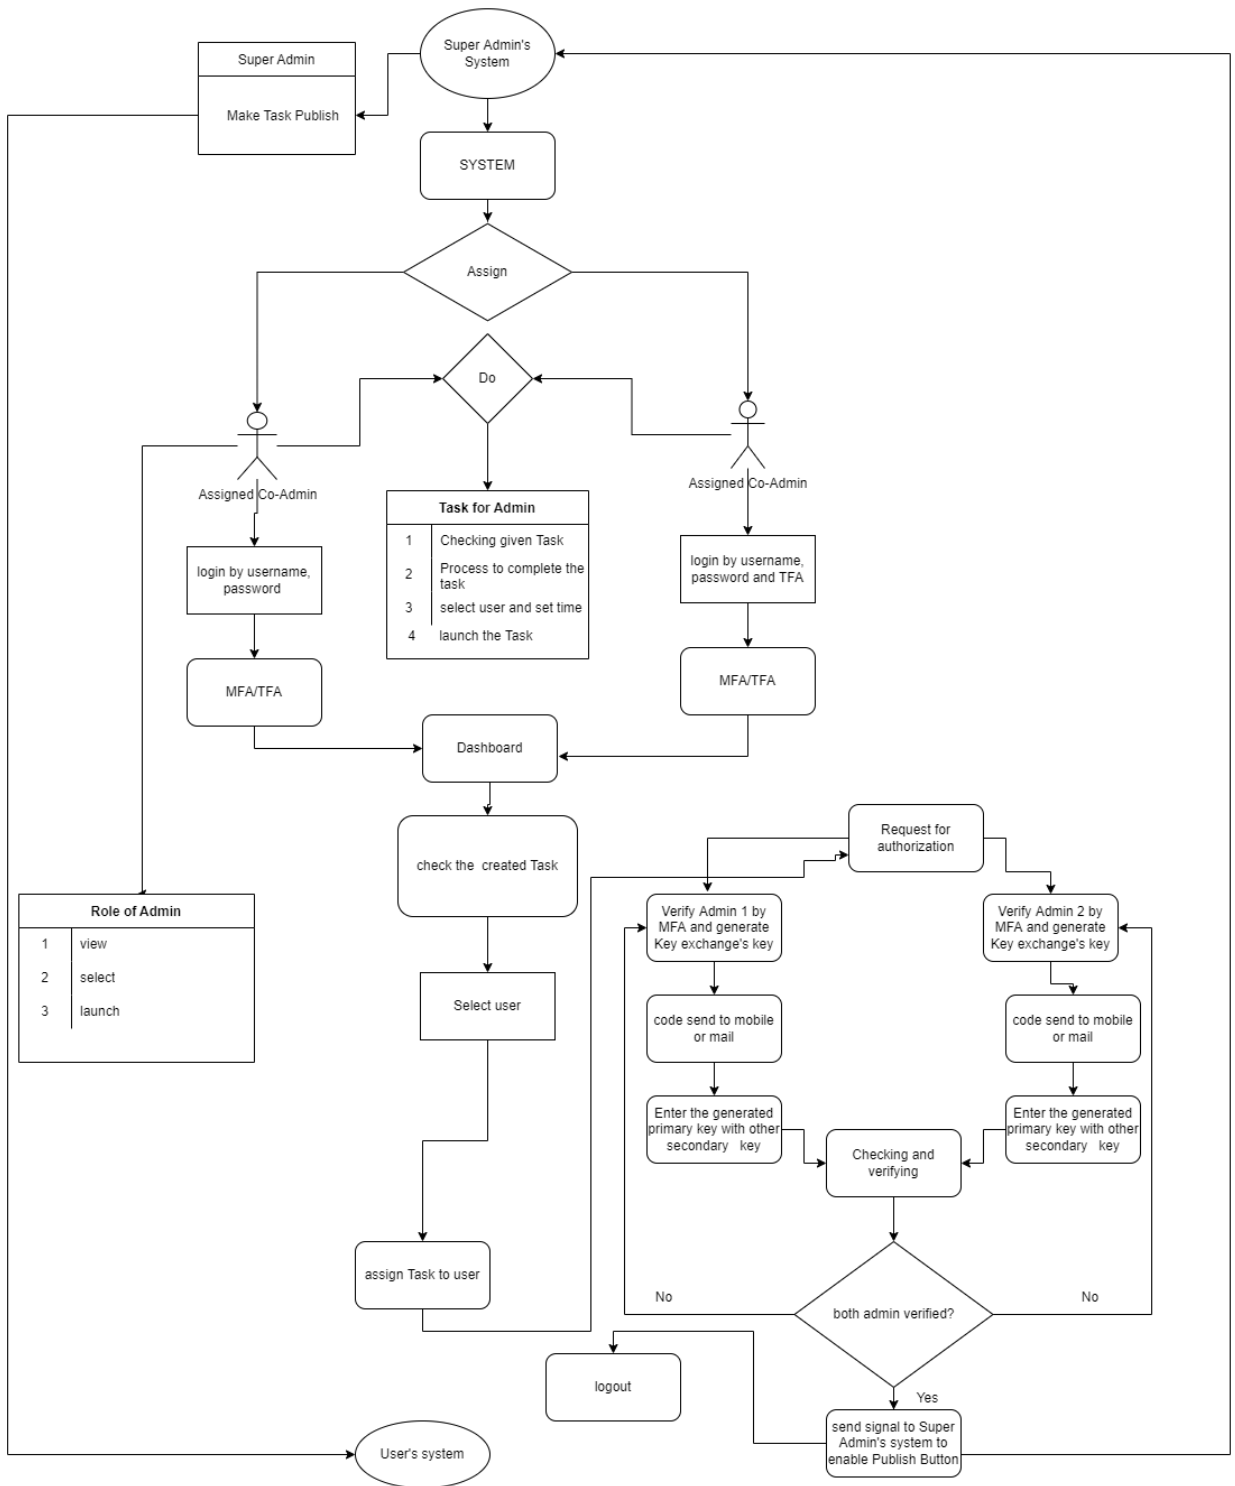 Super Admin's
System
Super Admin
Make Task Publish
SYSTEM
Assign
Do
Assigned Co-Admin
Assigned Co-Admin
Task for Admin
1 Checking given Task
2 Process to complete the
task
3 select user and set time
4 launch the Task
login by username,
password
login by username,
password and TFA
MFA/TFA
MFA/TFA
Dashboard
check the created Task
Request for
authorization
Role of Admin
1 view
2 select
3 launch
Verify Admin 1 by
MFA and generate
Key exchange's key
Verify Admin 2 by
MFA and generate
Key exchange's key
Select user
code send to mobile
or mail
code send to mobile
or mail
Enter the generated
primary key with other
secondary key
Enter the generated
primary key with other
secondary key
Checking and
verifying
assign Task to user
No
both admin verified?
No
logout
Yes
send signal to Super
Admin's system to
enable Publish Button
User's system